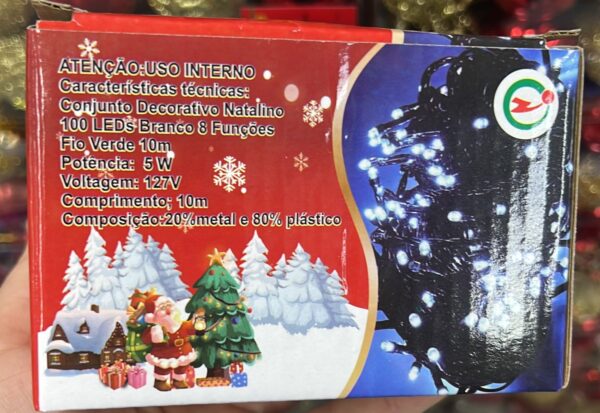 ATENÇÃO:USO INTERNO
Características técnicas:
Conjunto Decorativo Natalino
100 LEDs Branco 8 Funções
Fio Verde 10m
Potencia: 5 W
Voltagem: 127V
Comprimento; 10m
Composição:20%metal e 80% plástico